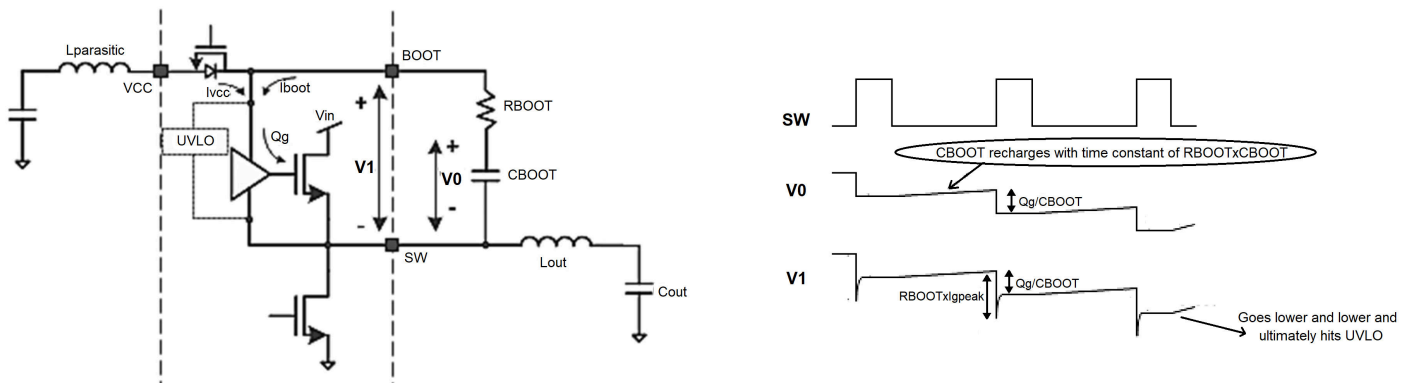 Lparasitic
VCC
Ivcc
Iboot
BOOT
UVLO
Qg
Vin
+
V1
-
+
V0
-
RBOOT
CBOOT
SW
Lout
Cout
SW
CBOOT recharges with time constant of RBOOTxCBOOT
V0
Qg/CBOOT
V1
RBOOTxIgpeak
Qg/CBOOT
Goes lower and lower and
ultimately hits UVLO